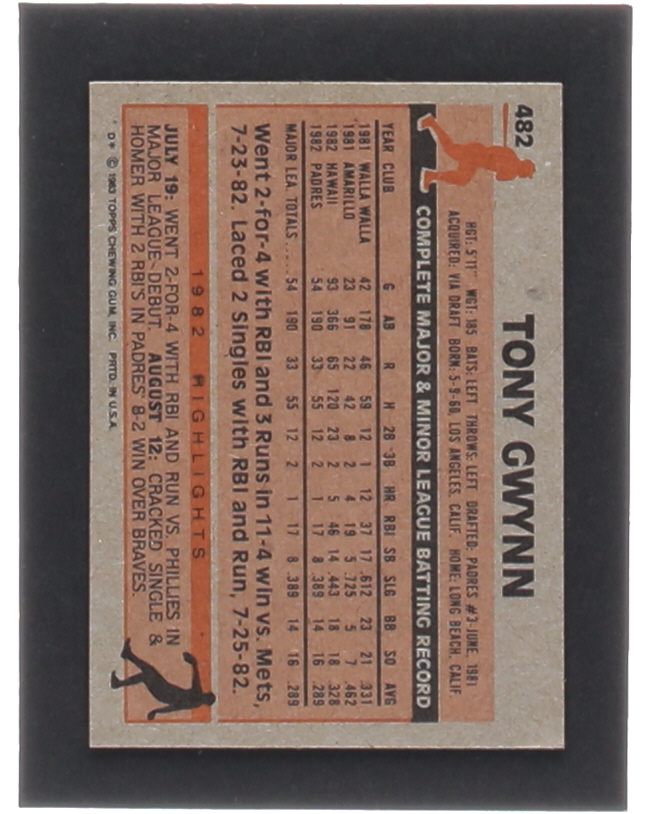 482
TONY GWYNN
HGT: 5'11" WGT: 185 BATS: LEFT THROWS: LEFT DRAFTED: PADRES #3-JUNE, 1981
ACQUIRED: VIA DRAFT BORN: 5-9-60, LOS ANGELES, CALIF. HOME: LONG BEACH, CALIF.
COMPLETE MAJOR & MINOR LEAGUE BATTING RECORD
YEAR CLUB G AB R H 2B 3B HR RBI SB SLG BB SO AVG
1981 WALLA WALLA 42 178 46 59 12 1 12 37 17 .612 23 21 .331
1981 AMARILLO 23 91 22 42 8 2 4 19 5 .725 5 7 .462
1982 HAWAII 93 366 65 120 23 2 5 46 14 .443 18 18 .328
1982 PADRES 54 190 33 55 12 2 1 17 8 .389 14 16 .289
MAJOR LEA. TOTALS ..... 54 190 33 55 12 2 1 17 8 .389 14 16 .289
Went 2-for-4 with RBI and 3 Runs in 11-4 win vs. Mets,
7-23-82. Laced 2 Singles with RBI and Run, 7-25-82.
1982 HIGHLIGHTS
JULY 19: WENT 2-FOR-4 WITH RBI AND RUN VS. PHILLIES IN
MAJOR LEAGUE DEBUT. AUGUST 12: CRACKED SINGLE &
HOMER WITH 2 RBI'S IN PADRES' 8-2 WIN OVER BRAVES.
D* © 1983 TOPPS CHEWING GUM, INC. PRTD. IN U.S.A.